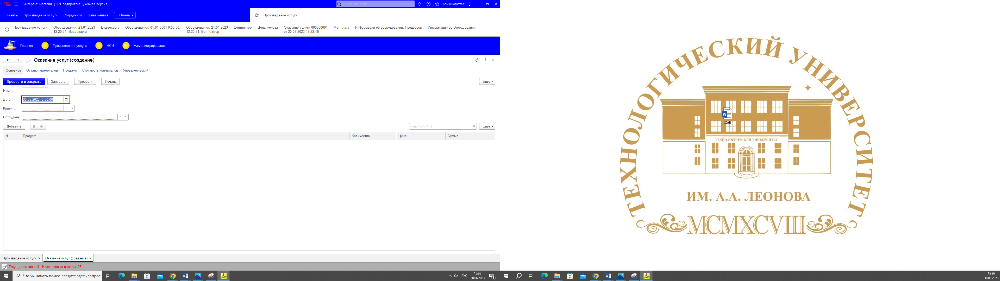 Интерент_магазин (1С:Предприятие, учебная версия)
Поиск Ctrl+Shift+F
Администратор
Клиенты Произведение услуги Сотрдуники Цена железа Отчеты
Произведение услуги
Произведение услуги Оборудования: 21.01.2023 Видеокарта Оборудования: 01.01.0001 0:00:00, Оборудования: 21.01.2023 Вентилятор Цена железа Оказание услуги 000000001 Мат.плата Информация об оборудовании: Процессор Информация об оборудовании:
13:20:31, Видеокарта 13:20:31, Вентилятор от 30.06.2023 15:23:16
Главное Произведение услуги НСИ Администрирование
Оказание услуг (создание)
Основное Остатки материалов Продажи Стоимость материалов Управленческий
Провести и закрыть Записать Провести Печать Еще
Номер:
Дата: 30.06.2023 0:00:00
Клиент:
Сотрудник:
Добавить Поиск (Ctrl+F) Еще
N Продукт Количество Цена Сумма
Произведение услуги Оказание услуг (создание)
Текущие вызовы: 3 Накопленные вызовы: 25
Чтобы начать поиск, введите здесь запрос
РУС
15:26
30.06.2023
1
ТЕХНОЛОГИЧЕСКИЙ УНИВЕРСИТЕТ
ТЕХНОЛОГИЧЕСКИЙ УНИВЕРСИТЕТ
ИМ. А.А. ЛЕОНОВА
MCMXCVIII
15:26
30.06.2023